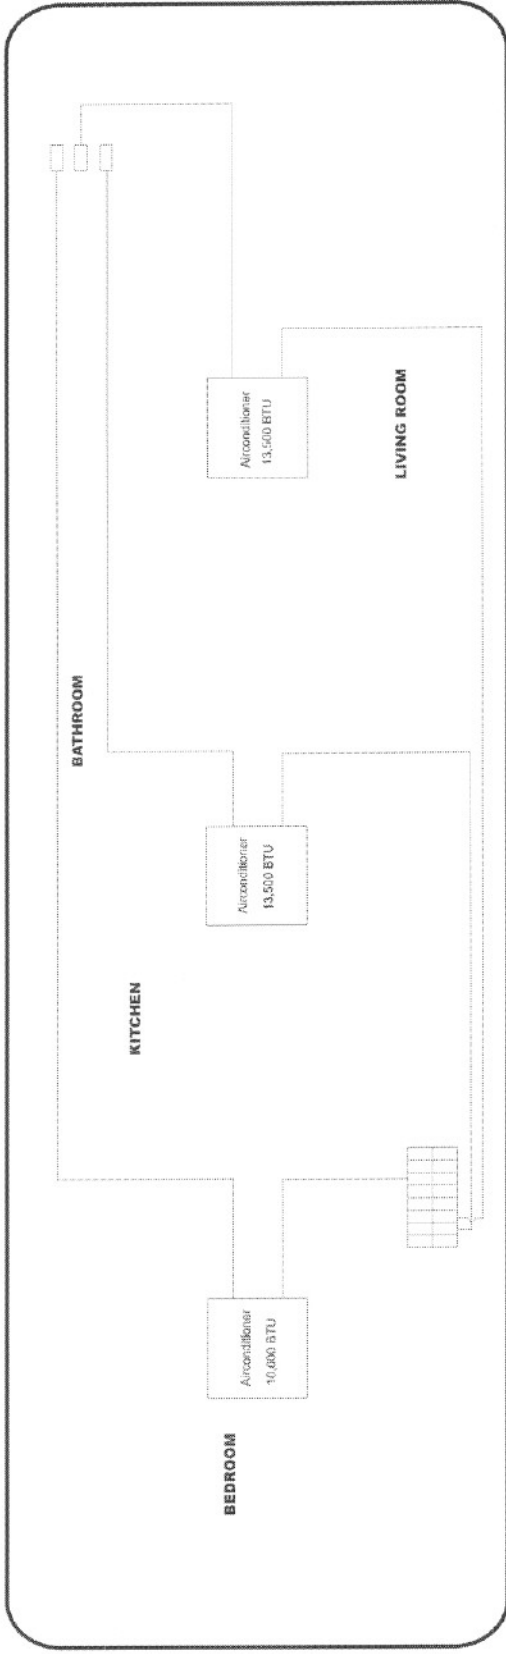 BATHROOM
KITCHEN
BEDROOM
Airconditioner
10,000 BTU
Airconditioner
13,500 BTU
Airconditioner
13,500 BTU
LIVING ROOM